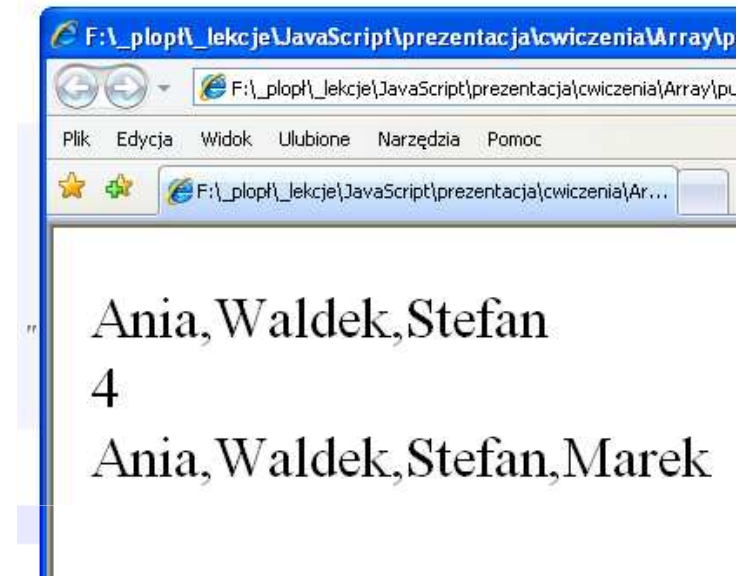 F:\_plopł\_lekcje\JavaScript\prezentacja\cwiczenia\Array\p
F:\_plopł\_lekcje\JavaScript\prezentacja\cwiczenia\Array\pu
Plik Edycja Widok Ulubione Narzędzia Pomoc
F:\_plopł\_lekcje\JavaScript\prezentacja\cwiczenia\Ar...
"
Ania,Waldek,Stefan
4
Ania,Waldek,Stefan,Marek